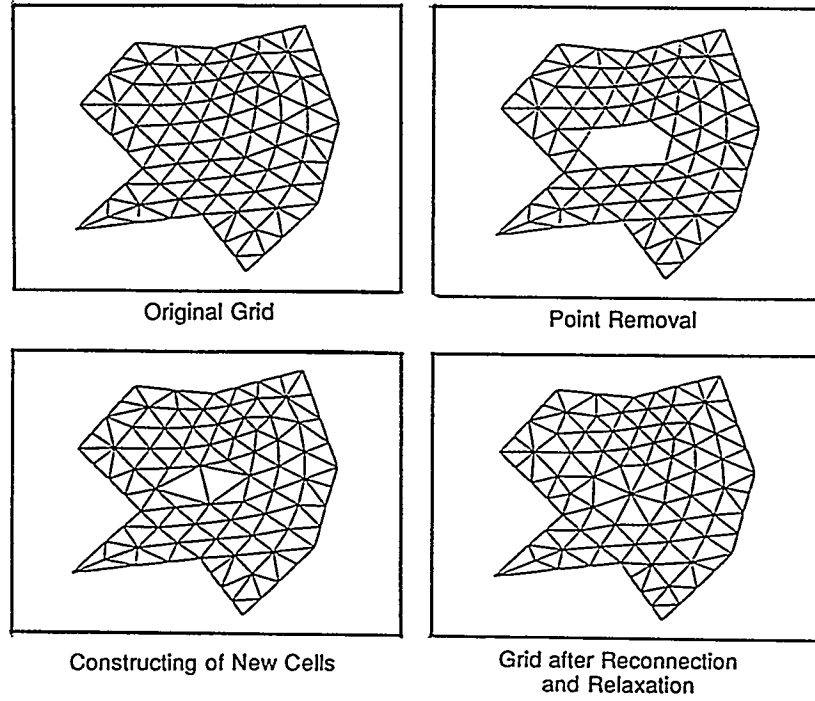 Original Grid
Point Removal
Constructing of New Cells
Grid after Reconnection
and Relaxation